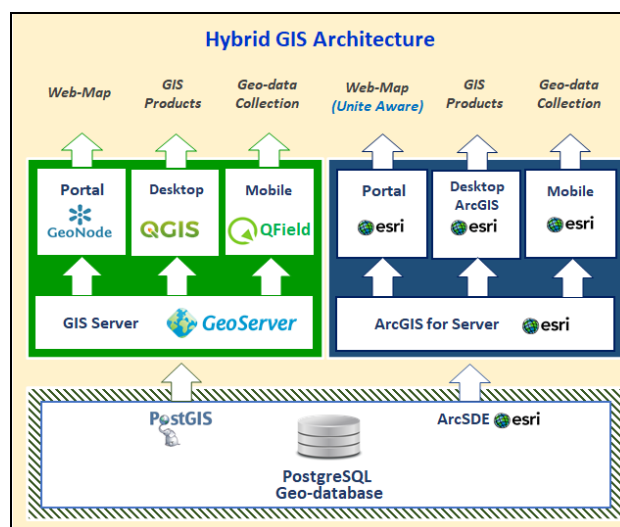 Hybrid GIS Architecture
Web-Map
GIS
Products
Geo-data
Collection
Web-Map
(Unite Aware)
GIS
Products
Geo-data
Collection
Portal
GeoNode
Desktop
QGIS
Mobile
QField
Portal
esri
Desktop
ArcGIS
esri
Mobile
esri
GIS Server
GeoServer
ArcGIS for Server
esri
PostGIS
ArcSDE esri
PostgreSQL
Geo-database